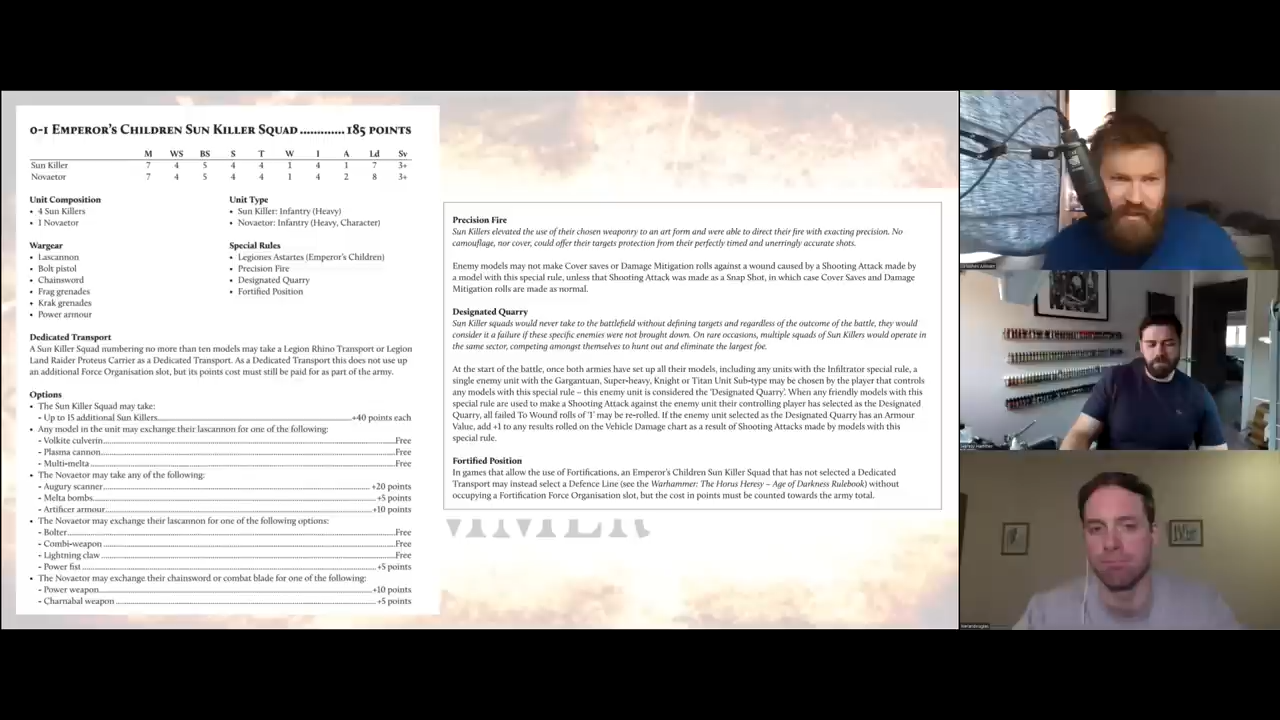 0-1 Emperor's Children Sun Killer Squad ............. 185 points
M WS BS S T W I A Ld Sv
Sun Killer 7 4 5 4 4 1 4 1 7 3+
Novaetor 7 4 5 4 4 1 4 2 8 3+
Unit Composition
• 4 Sun Killers
• 1 Novaetor
Unit Type
• Sun Killer: Infantry (Heavy)
• Novaetor: Infantry (Heavy, Character)
Wargear
• Lascannon
• Bolt pistol
• Chainsword
• Frag grenades
• Krak grenades
• Power armour
Special Rules
• Legiones Astartes (Emperor's Children)
• Precision Fire
• Designated Quarry
• Fortified Position
Dedicated Transport
A Sun Killer Squad numbering no more than ten models may take a Legion Rhino Transport or Legion
Land Raider Proteus Carrier as a Dedicated Transport. As a Dedicated Transport this does not use up
an additional Force Organisation slot, but its points cost must still be paid for as part of the army.
Options
• The Sun Killer Squad may take:
- Up to 15 additional Sun Killers...+40 points each
• Any model in the unit may exchange their lascannon for one of the following:
- Volkite culverin...Free
- Plasma cannon...Free
- Multi-melta...Free
• The Novaetor may take any of the following:
- Augury scanner...+20 points
- Melta bombs...+5 points
- Artificer armour...+10 points
• The Novaetor may exchange their lascannon for one of the following options:
- Bolter...Free
- Combi-weapon...Free
- Lightning claw...Free
- Power fist...+5 points
• The Novaetor may exchange their chainsword or combat blade for one of the following:
- Power weapon...+10 points
- Charnabal weapon...+5 points
Precision Fire
Sun Killers elevated the use of their chosen weaponry to an art form and were able to direct their fire with exacting precision. No
camouflage, nor cover, could offer their targets protection from their perfectly timed and unerringly accurate shots.
Enemy models may not make Cover saves or Damage Mitigation rolls against a wound caused by a Shooting Attack made by
a model with this special rule, unless that Shooting Attack was made as a Snap Shot, in which case Cover Saves and Damage
Mitigation rolls are made as normal.
Designated Quarry
Sun Killer squads would never take to the battlefield without defining targets and regardless of the outcome of the battle, they would
consider it a failure if these specific enemies were not brought down. On rare occasions, multiple squads of Sun Killers would operate in
the same sector, competing amongst themselves to hunt out and eliminate the largest foe.
At the start of the battle, once both armies have set up all their models, including any units with the Infiltrator special rule, a
single enemy unit with the Gargantuan, Super-heavy, Knight or Titan Unit Sub-type may be chosen by the player that controls
any models with this special rule – this enemy unit is considered the 'Designated Quarry'. When any friendly models with this
special rule are used to make a Shooting Attack against the enemy unit their controlling player has selected as the Designated
Quarry, all failed To Wound rolls of '1' may be re-rolled. If the enemy unit selected as the Designated Quarry has an Armour
Value, add +1 to any results rolled on the Vehicle Damage chart as a result of Shooting Attacks made by models with this
special rule.
Fortified Position
In games that allow the use of Fortifications, an Emperor's Children Sun Killer Squad that has not selected a Dedicated
Transport may instead select a Defence Line (see the Warhammer: The Horus Heresy – Age of Darkness Rulebook) without
occupying a Fortification Force Organisation slot, but the cost in points must be counted towards the army total.